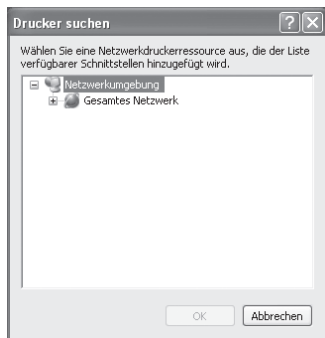 Drucker suchen
Wählen Sie eine Netzwerkdruckerressource aus, die der Liste
verfügbarer Schnittstellen hinzugefügt wird.
Netzwerkumgebung
Gesamtes Netzwerk
OK Abbrechen